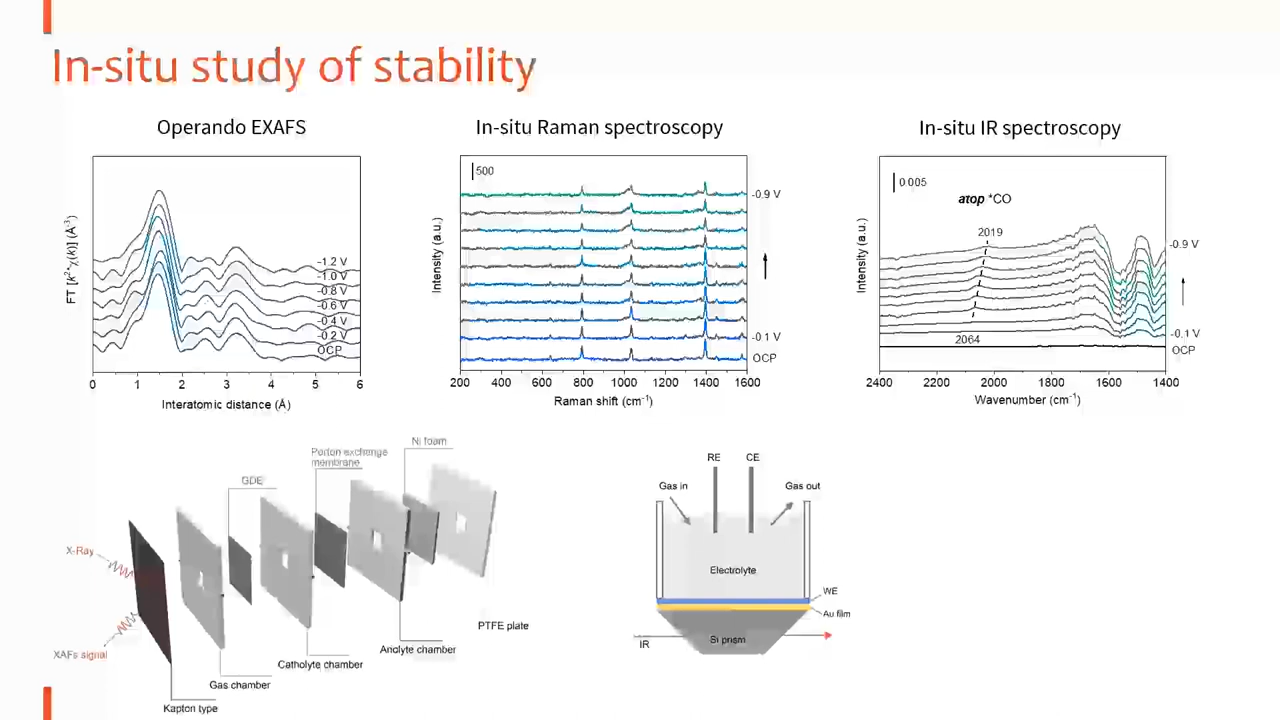 In-situ study of stability
Operando EXAFS
In-situ Raman spectroscopy
In-situ IR spectroscopy
FT [k²χ(k)] (Å⁻³)
-1.2 V
-1.0 V
-0.8 V
-0.6 V
-0.4 V
-0.2 V
OCP
0 1 2 3 4 5 6
Interatomic distance (Å)
500
Intensity (a.u.)
-0.9 V
-0.1 V
OCP
200 400 600 800 1000 1200 1400 1600
Raman shift (cm⁻¹)
0.005
atop *CO
2019
2064
Intensity (a.u.)
-0.9 V
-0.1 V
OCP
2400 2200 2000 1800 1600 1400
Wavenumber (cm⁻¹)
Ni foam
Porton exchange
membrane
GDE
X-Ray
XAFs signal
PTFE plate
Anolyte chamber
Catholyte chamber
Gas chamber
Kapton type
RE
CE
Gas in
Gas out
Electrolyte
WE
Au film
Si prism
IR